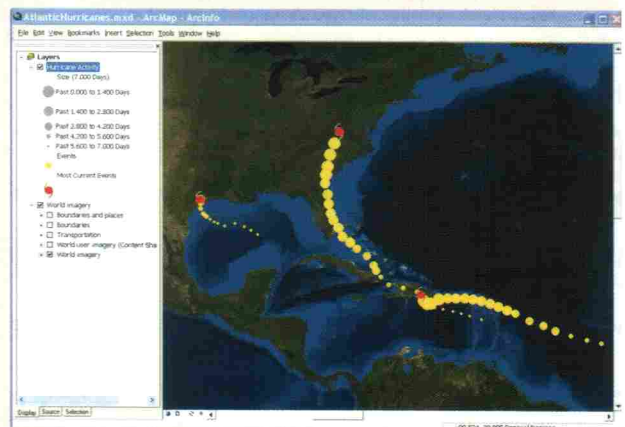 AtlanticHurricanes.mxd - ArcMap - ArcInfo
File Edit View Bookmarks Insert Selection Tools Window Help
Layers
Hurricane Activity
Size (7.000 Days)
Past 0.000 to 1.400 Days
Past 1.400 to 2.800 Days
Past 2.800 to 4.200 Days
Past 4.200 to 5.600 Days
Past 5.600 to 7.000 Days
Events
Most Current Events
World imagery
Boundaries and places
Boundaries
Transportation
World user imagery (Content Sha
World imagery
Display Source Selection